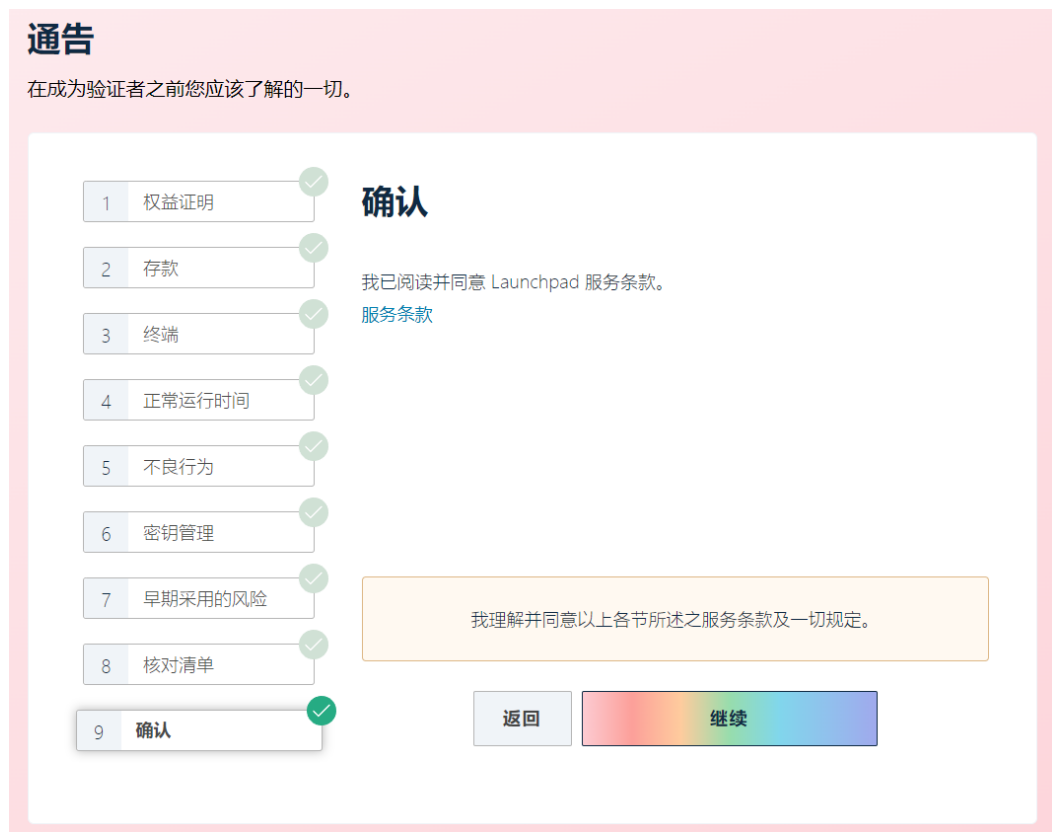 通告
在成为验证者之前您应该了解的一切。
1 权益证明
2 存款
3 终端
4 正常运行时间
5 不良行为
6 密钥管理
7 早期采用的风险
8 核对清单
9 确认
确认
我已阅读并同意 Launchpad 服务条款。
服务条款
我理解并同意以上各节所述之服务条款及一切规定。
返回
继续